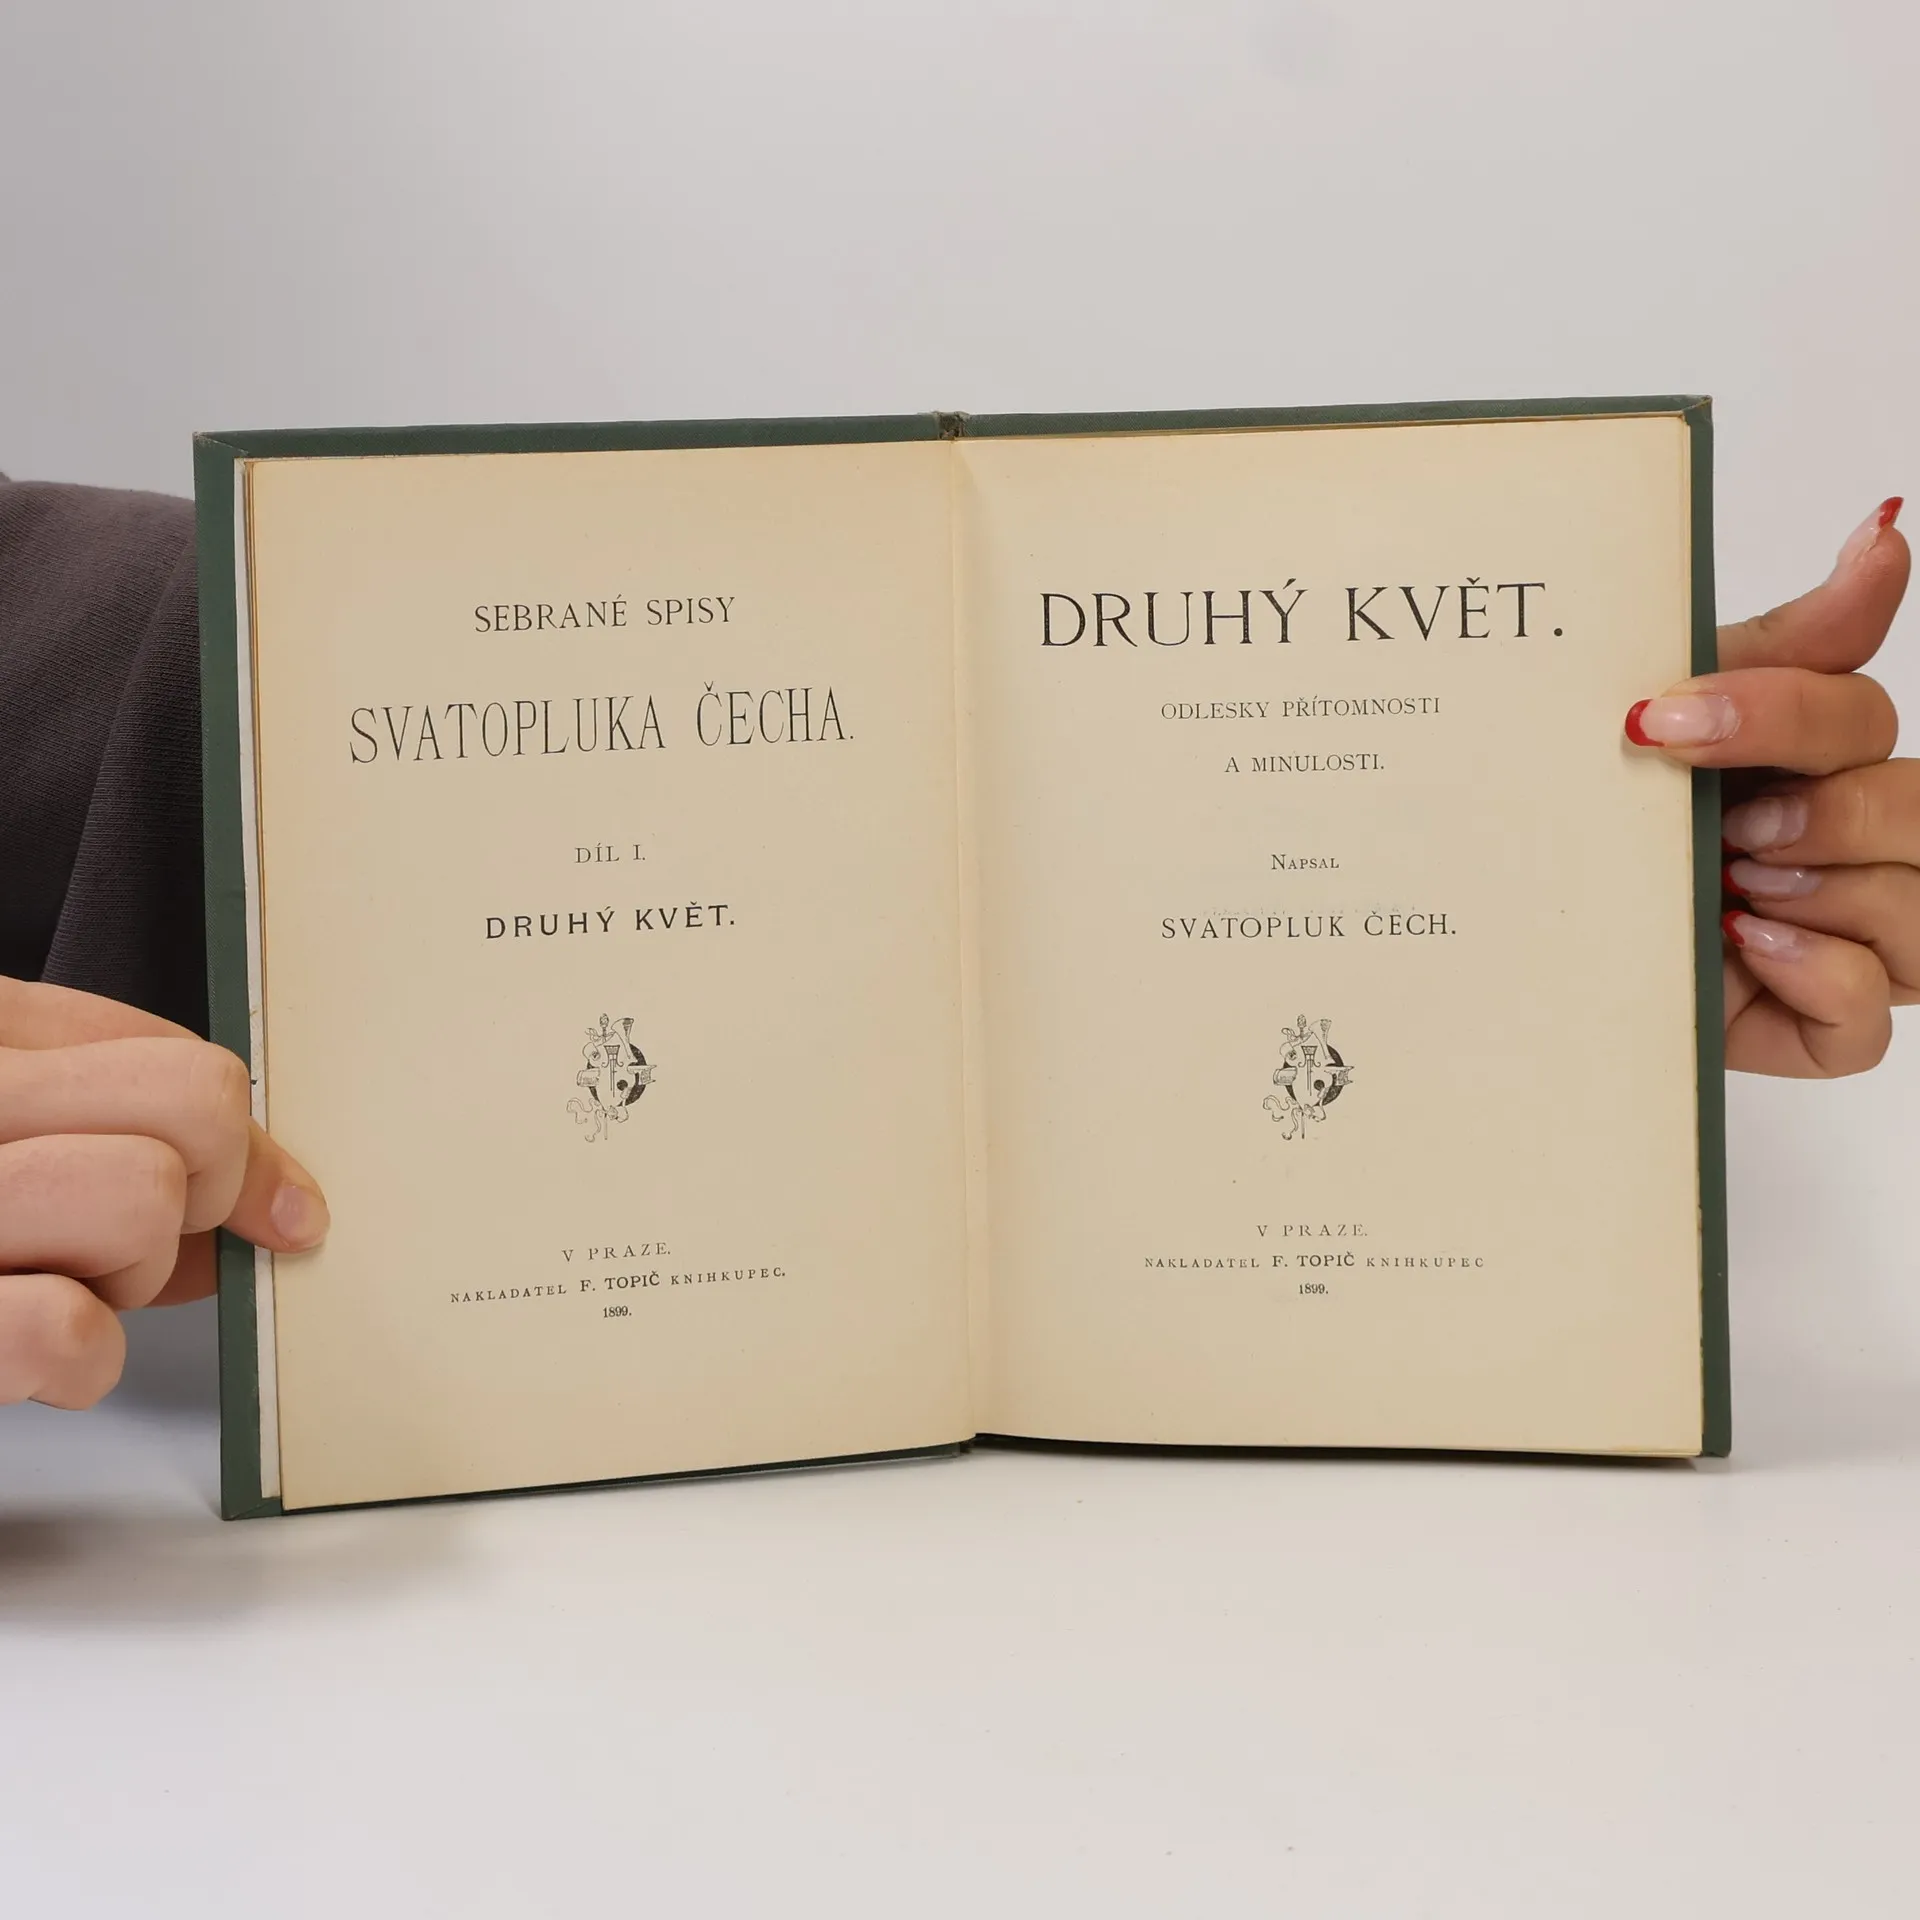 SEBRANÉ SPISY
SVATOPLUKA ČECHA.
DÍL I.
DRUHÝ KVĚT.
V PRAZE.
NAKLADATEL F. TOPIČ KNIHKUPEC.
1899.
DRUHÝ KVĚT.
ODLESKY PŘÍTOMNOSTI
A MINULOSTI.
NAPSAL
SVATOPLUK ČECH.
V PRAZE.
NAKLADATEL F. TOPIČ KNIHKUPEC
1899.